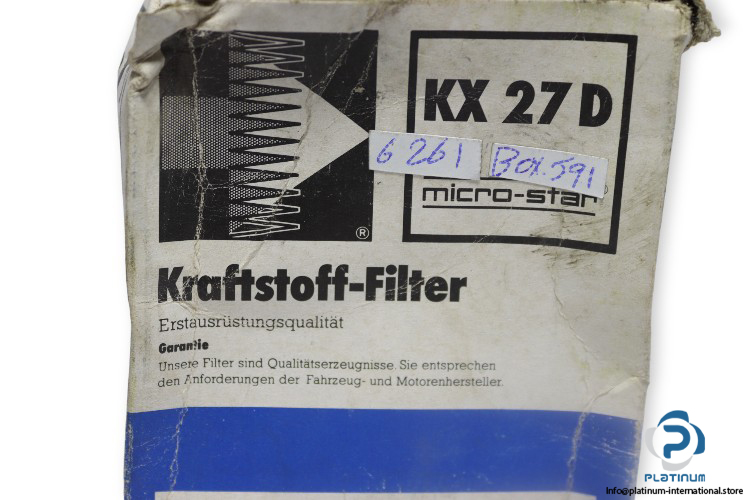 KX 27 D
6 261
Box.591
micro-star
®
Kraftstoff-Filter
Erstausrüstungsqualität
Garantie
Unsere Filter sind Qualitätserzeugnisse. Sie entsprechen
den Anforderungen der Fahrzeug- und Motorenhersteller.
PLATINUM
Info@platinum-international.store